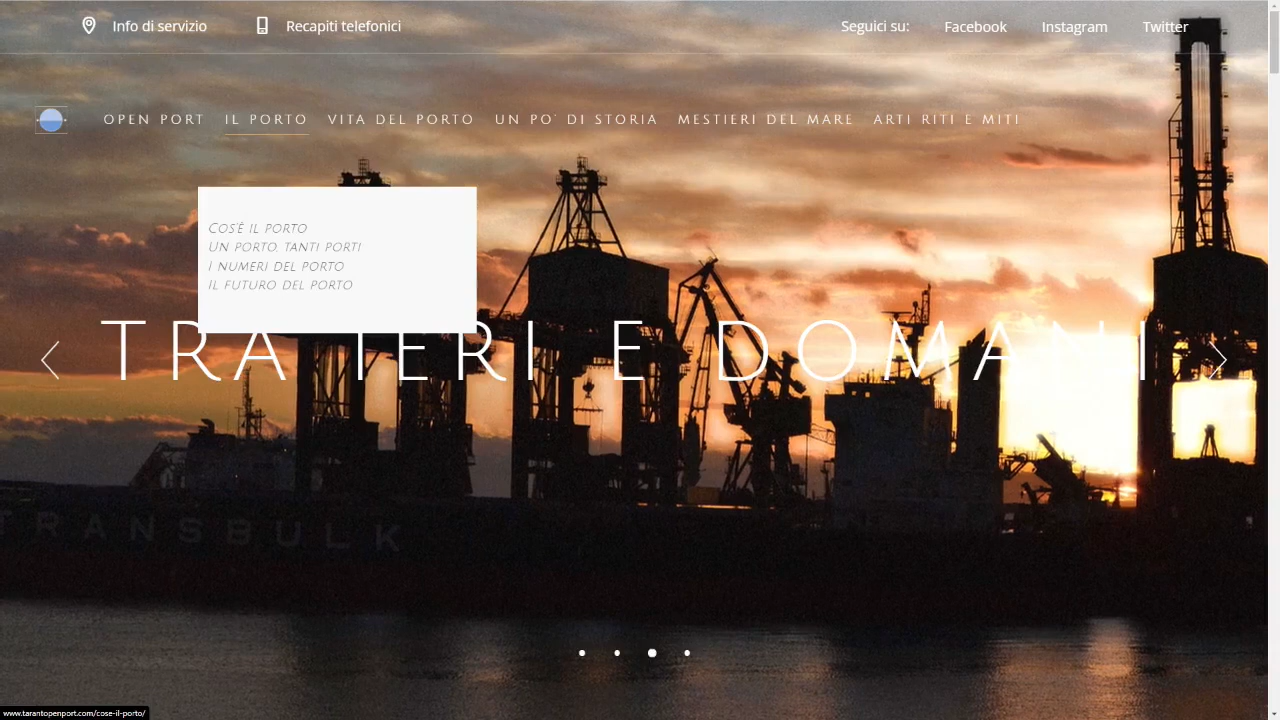 Info di servizio
Recapiti telefonici
Seguici su:
Facebook
Instagram
Twitter
OPEN PORT
IL PORTO
VITA DEL PORTO
UN PO' DI STORIA
MESTIERI DEL MARE
ARTI RITI E MITI
COS'È IL PORTO
UN PORTO, TANTI PORTI
I NUMERI DEL PORTO
IL FUTURO DEL PORTO
TRA IERI E DOMANI
TRANSBULK
www.tarantopenport.com/cose-il-porto/